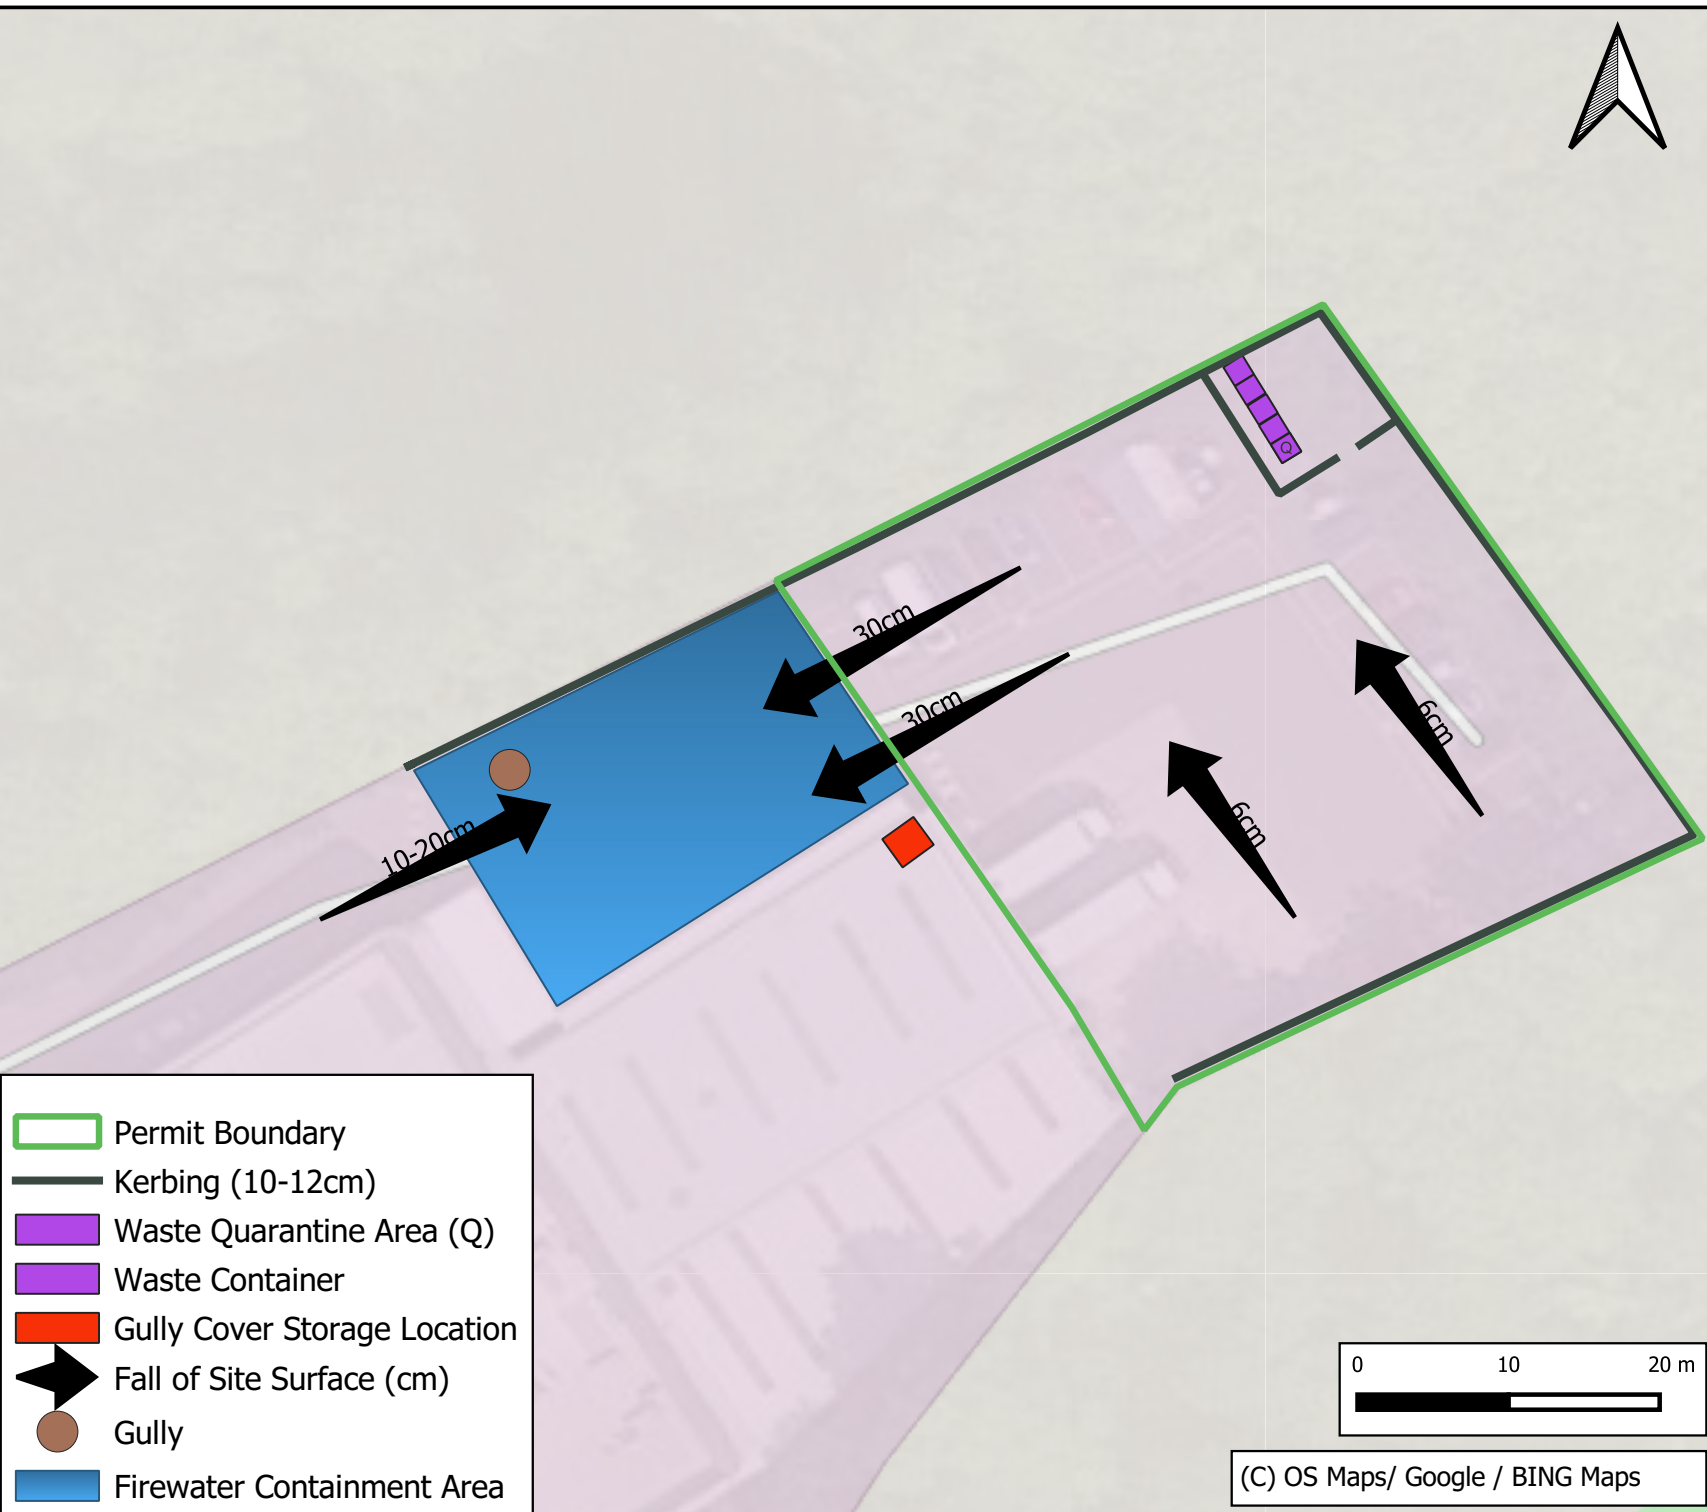 Q
30cm
30cm
6cm
6cm
10-20cm
Permit Boundary
Kerbing (10-12cm)
Waste Quarantine Area (Q)
Waste Container
Gully Cover Storage Location
Fall of Site Surface (cm)
Gully
Firewater Containment Area
0 10 20 m
(C) OS Maps/ Google / BING Maps